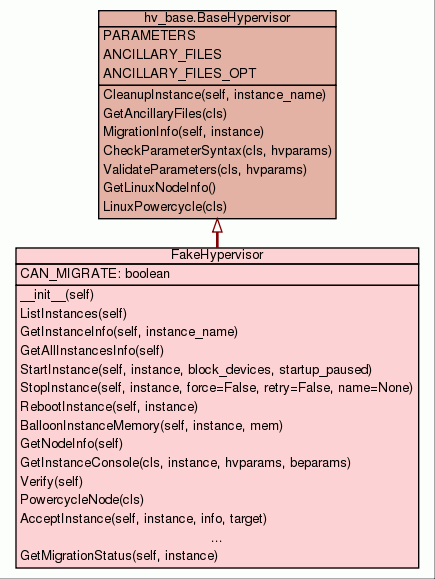 hv_base.BaseHypervisor
PARAMETERS
ANCILLARY_FILES
ANCILLARY_FILES_OPT
CleanupInstance(self, instance_name)
GetAncillaryFiles(cls)
MigrationInfo(self, instance)
CheckParameterSyntax(cls, hvparams)
ValidateParameters(cls, hvparams)
GetLinuxNodeInfo()
LinuxPowercycle(cls)
FakeHypervisor
CAN_MIGRATE: boolean
__init__(self)
ListInstances(self)
GetInstanceInfo(self, instance_name)
GetAllInstancesInfo(self)
StartInstance(self, instance, block_devices, startup_paused)
StopInstance(self, instance, force=False, retry=False, name=None)
RebootInstance(self, instance)
BalloonInstanceMemory(self, instance, mem)
GetNodeInfo(self)
GetInstanceConsole(cls, instance, hvparams, beparams)
Verify(self)
PowercycleNode(cls)
AcceptInstance(self, instance, info, target)
...
GetMigrationStatus(self, instance)